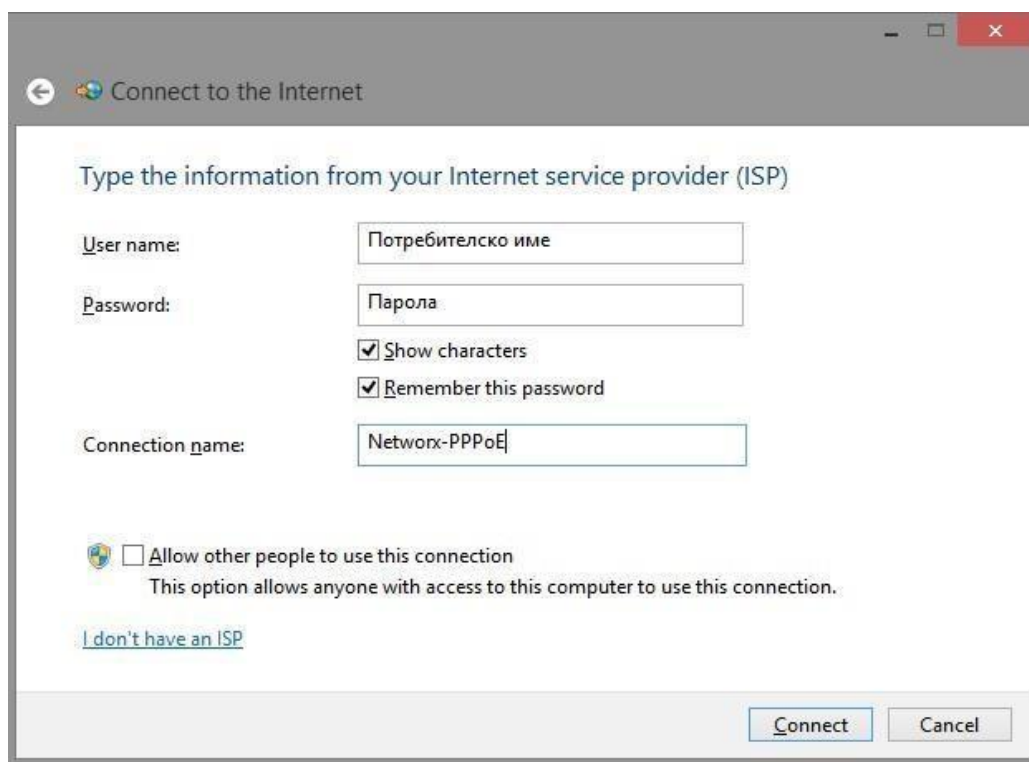 Connect to the Internet
Type the information from your Internet service provider (ISP)
User name:
Потребителско име
Password:
Парола
Show characters
Remember this password
Connection name:
Networx-PPPoE
Allow other people to use this connection
This option allows anyone with access to this computer to use this connection.
I don't have an ISP
Connect
Cancel